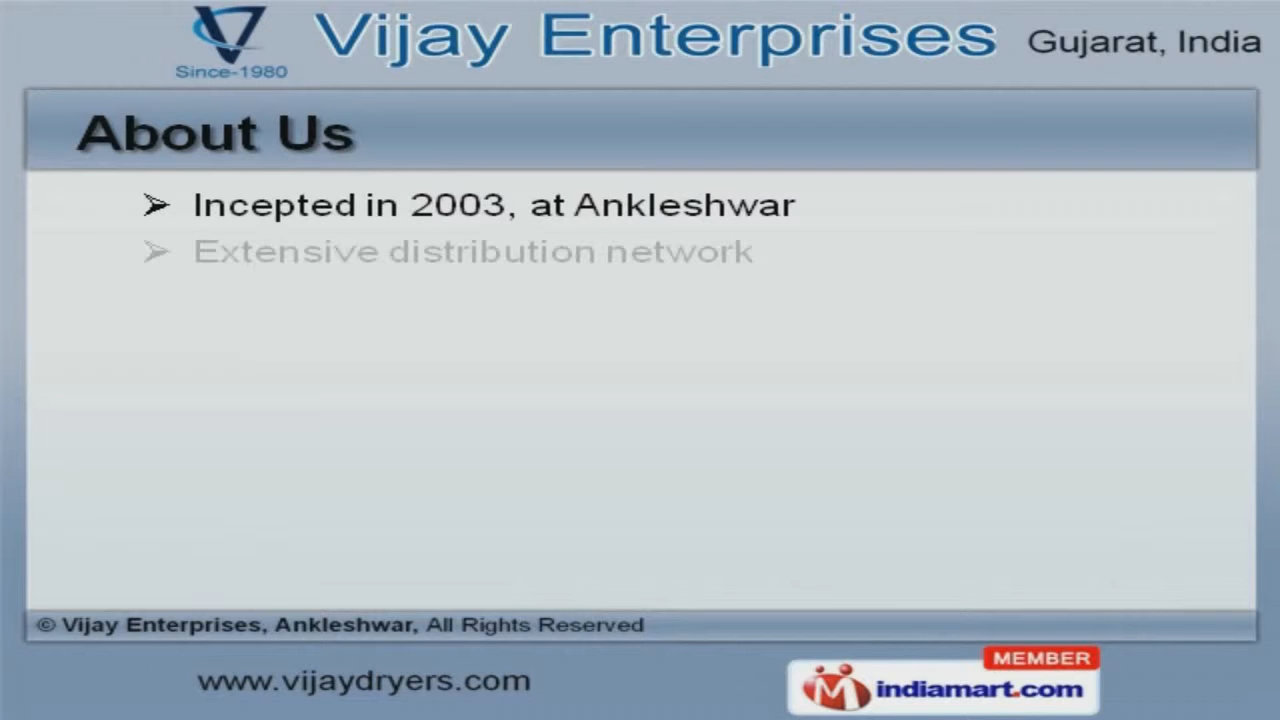 Vijay Enterprises
Gujarat, India
Since-1980
About Us
➢ Incepted in 2003, at Ankleshwar
➢ Extensive distribution network
© Vijay Enterprises, Ankleshwar, All Rights Reserved
www.vijaydryers.com
MEMBER
indiamart.com